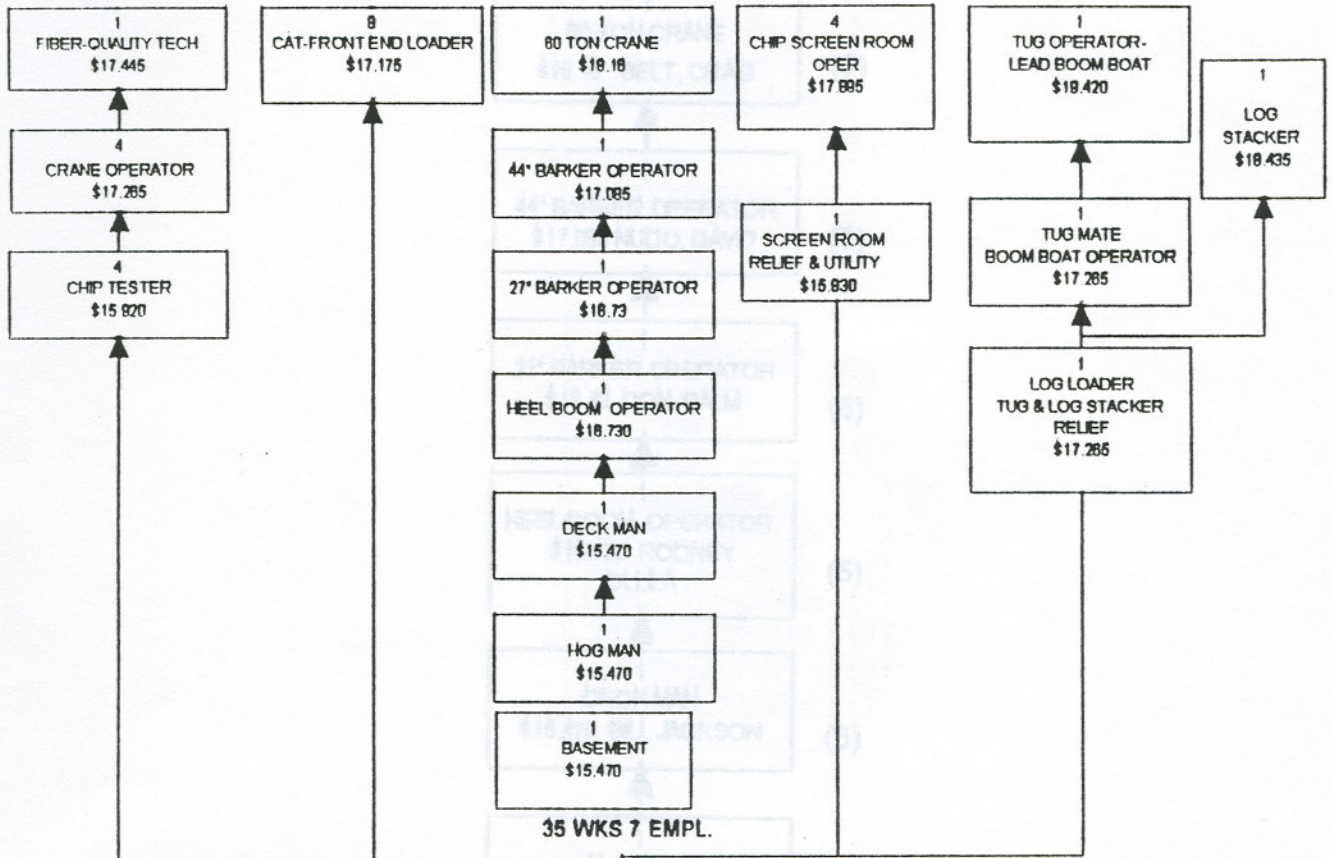 1
FIBER-QUALITY TECH
$17.445
4
CRANE OPERATOR
$17.265
4
CHIP TESTER
$15.920
8
CAT-FRONT END LOADER
$17.175
1
60 TON CRANE
$18.16
1
44" BARKER OPERATOR
$17.085
1
27" BARKER OPERATOR
$16.73
1
HEEL BOOM OPERATOR
$16.730
1
DECK MAN
$15.470
1
HOG MAN
$15.470
1
BASEMENT
$15.470
35 WKS 7 EMPL.
4
CHIP SCREEN ROOM
OPER
$17.895
1
SCREEN ROOM
RELIEF & UTILITY
$15.830
1
TUG OPERATOR-
LEAD BOOM BOAT
$19.420
1
TUG MATE
BOOM BOAT OPERATOR
$17.265
1
LOG LOADER
TUG & LOG STACKER
RELIEF
$17.265
1
LOG
STACKER
$18.435